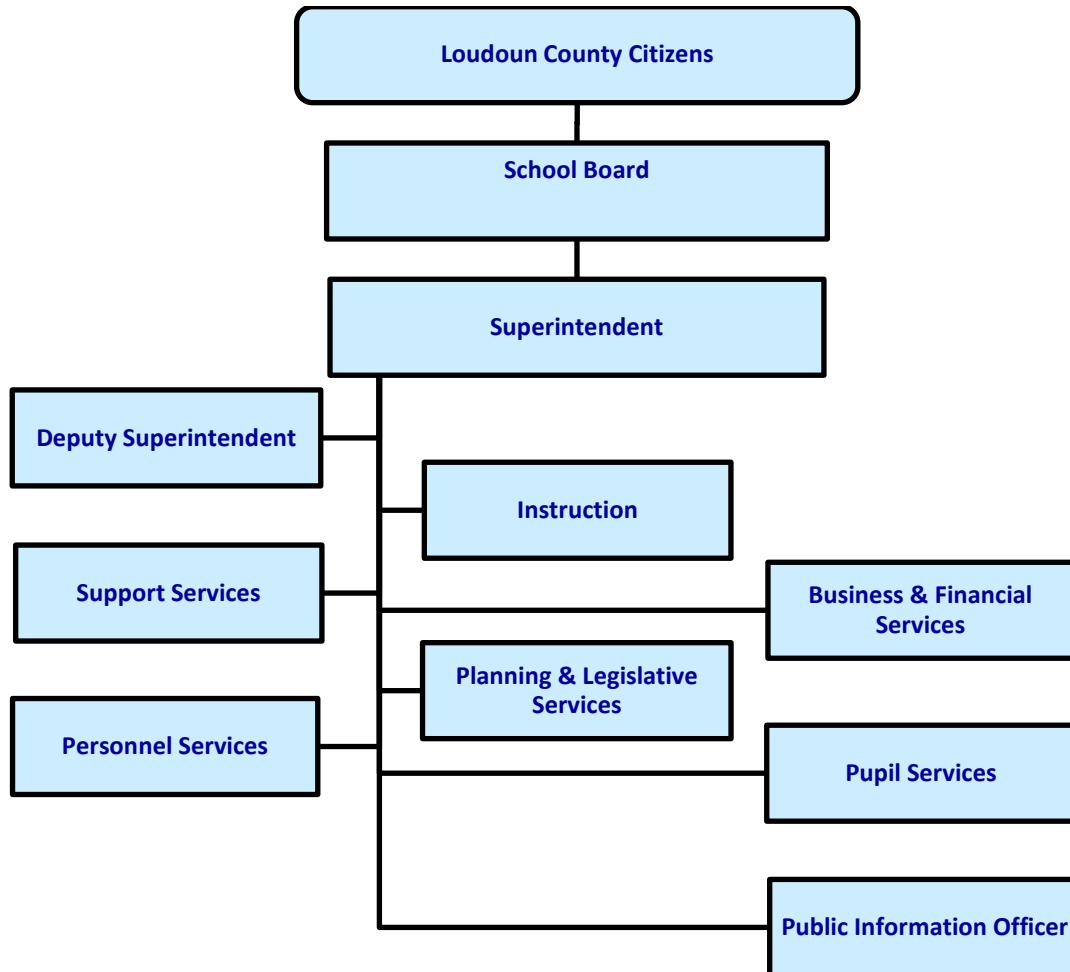 Loudoun County Citizens
School Board
Superintendent
Deputy Superintendent
Instruction
Support Services
Business & Financial
Services
Planning & Legislative
Services
Personnel Services
Pupil Services
Public Information Officer